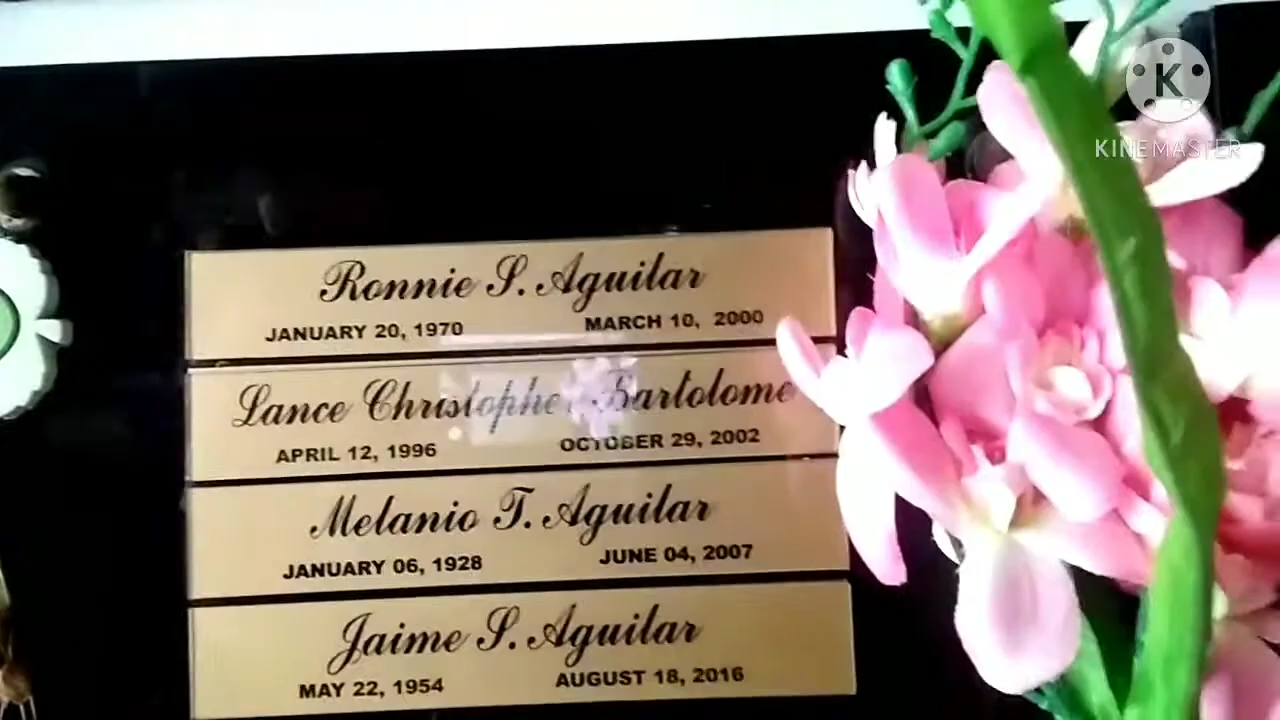 K
KINEMASTER
Ronnie S. Aguilar
JANUARY 20, 1970 MARCH 10, 2000
Lance Christopher Bartolome
APRIL 12, 1996 OCTOBER 29, 2002
Melanio T. Aguilar
JANUARY 06, 1928 JUNE 04, 2007
Jaime S. Aguilar
MAY 22, 1954 AUGUST 18, 2016